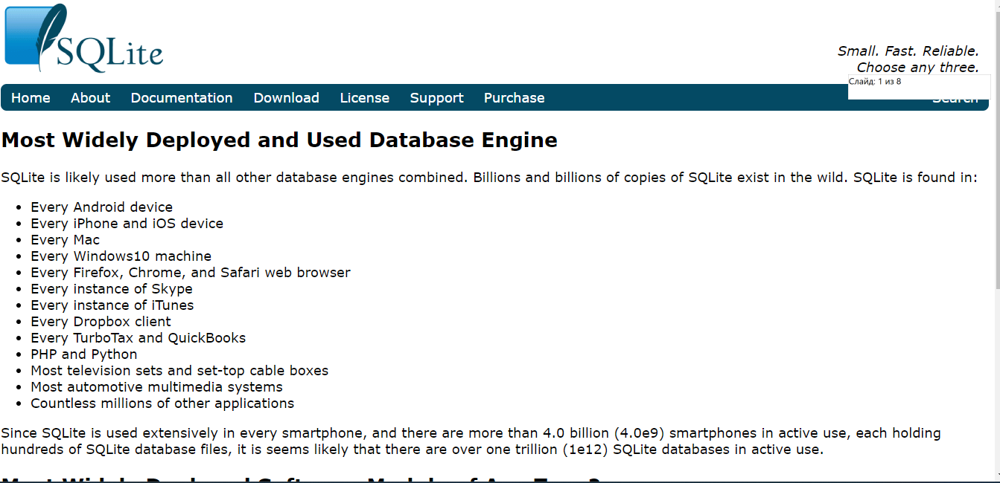 SQLite
Small. Fast. Reliable.
Choose any three.
Слайд: 1 из 8
Home About Documentation Download License Support Purchase Search
Most Widely Deployed and Used Database Engine
SQLite is likely used more than all other database engines combined. Billions and billions of copies of SQLite exist in the wild. SQLite is found in:
• Every Android device
• Every iPhone and iOS device
• Every Mac
• Every Windows10 machine
• Every Firefox, Chrome, and Safari web browser
• Every instance of Skype
• Every instance of iTunes
• Every Dropbox client
• Every TurboTax and QuickBooks
• PHP and Python
• Most television sets and set-top cable boxes
• Most automotive multimedia systems
• Countless millions of other applications
Since SQLite is used extensively in every smartphone, and there are more than 4.0 billion (4.0e9) smartphones in active use, each holding
hundreds of SQLite database files, it is seems likely that there are over one trillion (1e12) SQLite databases in active use.
Most Widely Deployed Software Module of Any Type?